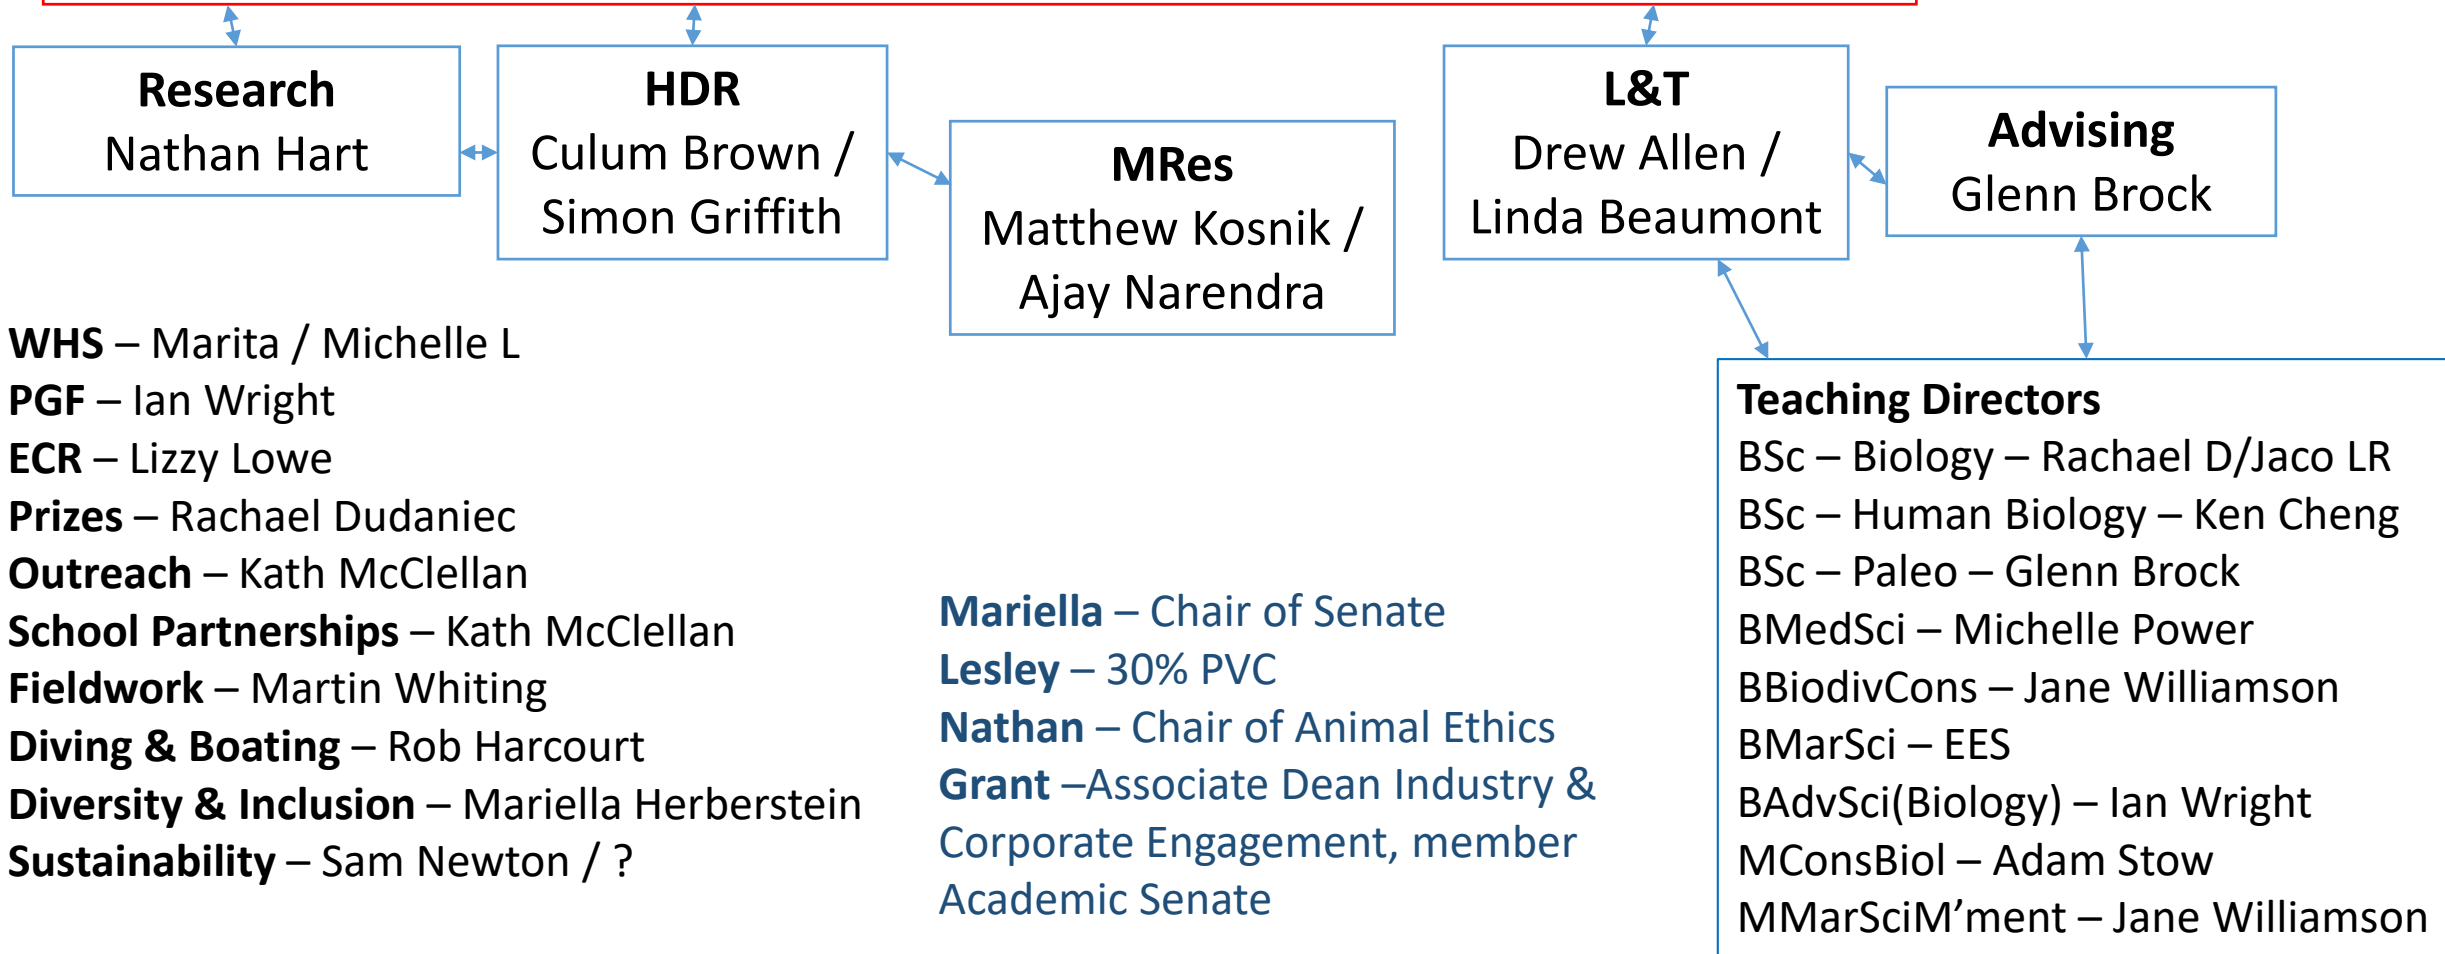 Research
Nathan Hart
HDR
Culum Brown /
Simon Griffith
MRes
Matthew Kosnik /
Ajay Narendra
L&T
Drew Allen /
Linda Beaumont
Advising
Glenn Brock
WHS – Marita / Michelle L
PGF – Ian Wright
ECR – Lizzy Lowe
Prizes – Rachael Dudaniec
Outreach – Kath McClellan
School Partnerships – Kath McClellan
Fieldwork – Martin Whiting
Diving & Boating – Rob Harcourt
Diversity & Inclusion – Mariella Herberstein
Sustainability – Sam Newton / ?
Mariella – Chair of Senate
Lesley – 30% PVC
Nathan – Chair of Animal Ethics
Grant –Associate Dean Industry &
Corporate Engagement, member
Academic Senate
Teaching Directors
BSc – Biology – Rachael D/Jaco LR
BSc – Human Biology – Ken Cheng
BSc – Paleo – Glenn Brock
BMedSci – Michelle Power
BBiodivCons – Jane Williamson
BMarSci – EES
BAdvSci(Biology) – Ian Wright
MConsBiol – Adam Stow
MMarSciM’ment – Jane Williamson